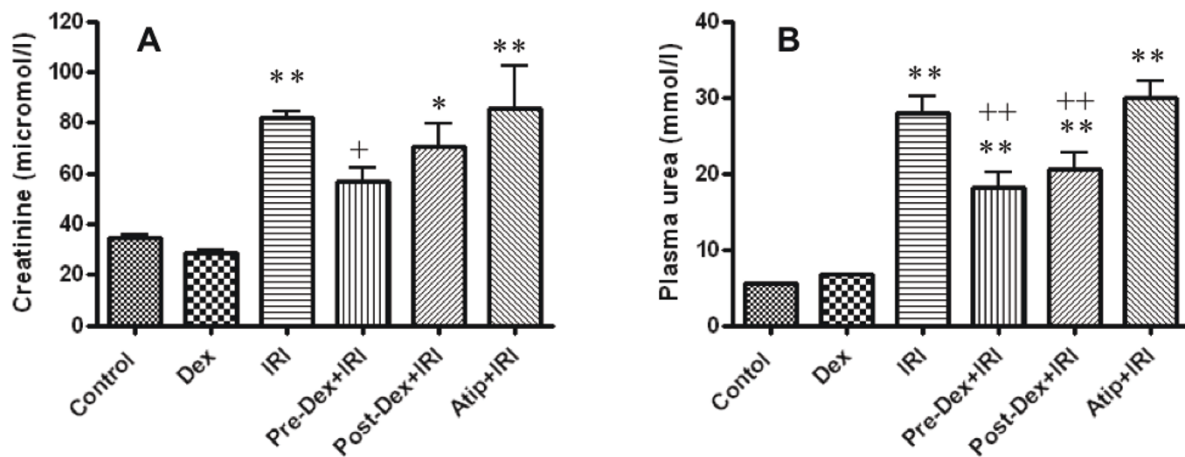 A
Creatinine (micromol/l)
120
100
80
60
40
20
0
**
+
*
**
Control
Dex
IRI
Pre-Dex+IRI
Post-Dex+IRI
Atip+IRI
B
Plasma urea (mmol/l)
40
30
20
10
0
**
++
**
++
**
**
Contol
Dex
IRI
Pre-Dex+IRI
Post-Dex+IRI
Atip+IRI